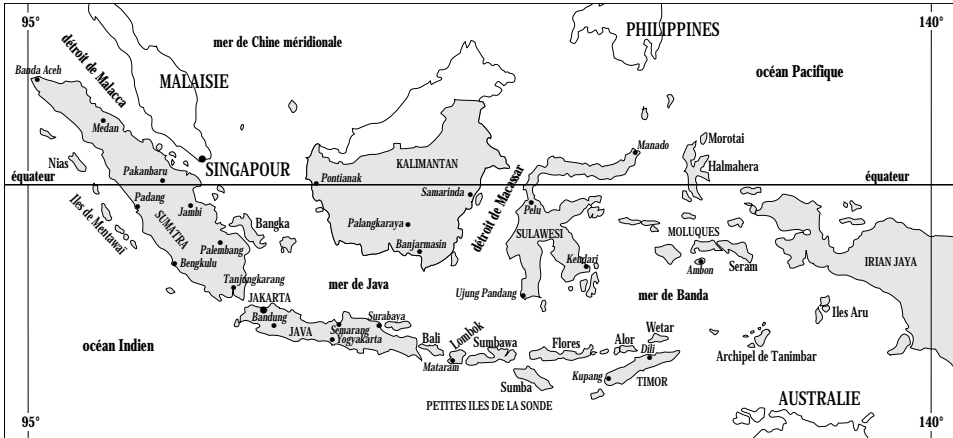 95°
140°
mer de Chine méridionale
PHILIPPINES
océan Pacifique
détroit de Malacca
Banda Aceh
MALAISIE
Medan
Morotai
Manado
Nias
SINGAPOUR
KALIMANTAN
Halmahera
Pakanbaru
équateur
Pontianak
équateur
Samarinda
Padang
Jambi
détroit de Macassar
Pelu
Iles de Mentawai
SUMATRA
Bangka
Palangkaraya
SULAWESI
MOLUQUES
Palembang
Banjarmasin
Bengkulu
Kendari
Ambon
Seram
IRIAN JAYA
Tanjongkarang
mer de Java
JAKARTA
Ujung Pandang
mer de Banda
Bandung
JAVA
Semarang
Surabaya
Iles Aru
Yogyakarta
océan Indien
Bali
Lombok
Sumbawa
Flores
Alor
Wetar
Dili
Archipel de Tanimbar
Mataram
Sumba
Kupang
TIMOR
PETITES ILES DE LA SONDE
AUSTRALIE
95°
140°